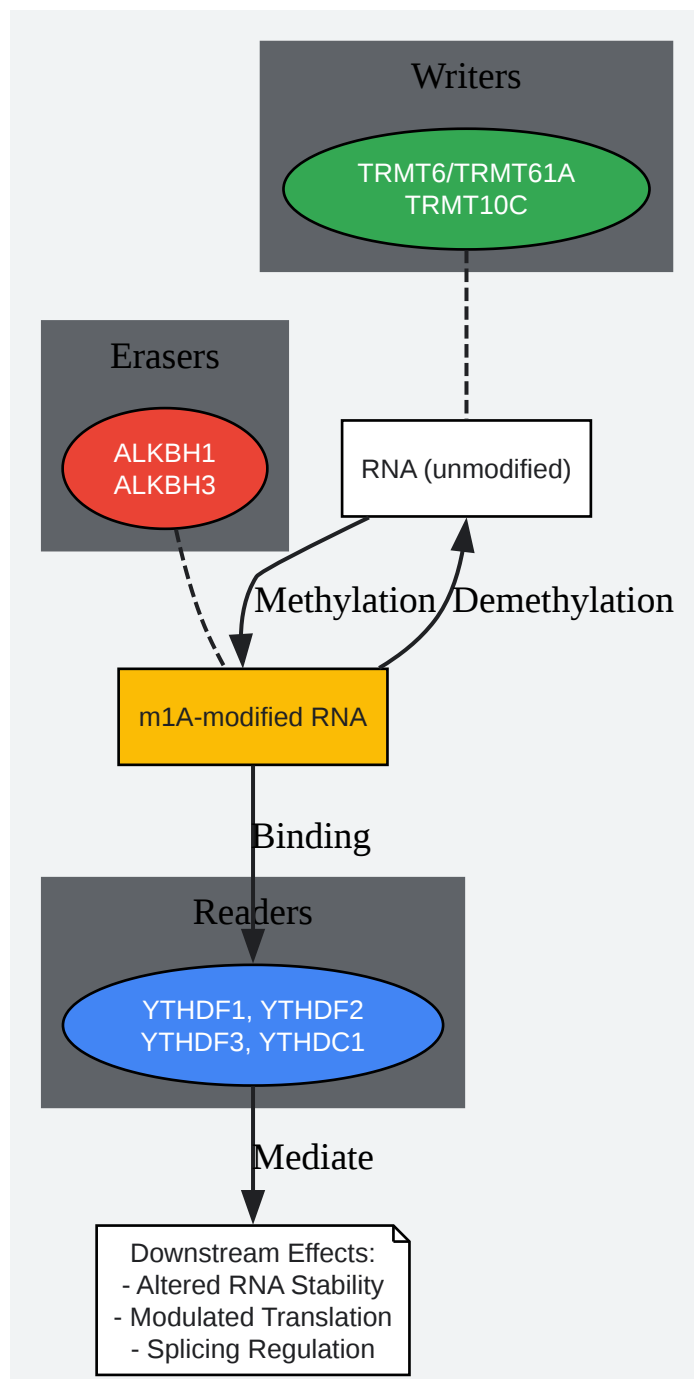 Writers
TRMT6/TRMT61A
TRMT10C
Erasers
ALKBH1
ALKBH3
RNA (unmodified)
Methylation
Demethylation
m1A-modified RNA
Binding
Readers
YTHDF1, YTHDF2
YTHDF3, YTHDC1
Mediate
Downstream Effects:
- Altered RNA Stability
- Modulated Translation
- Splicing Regulation